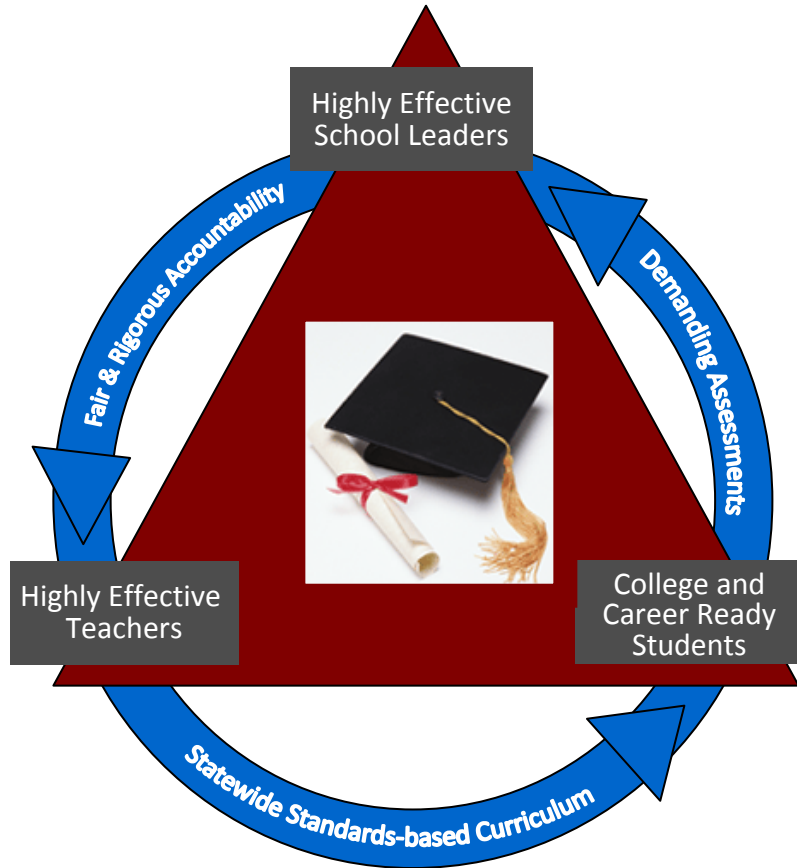 Highly Effective
School Leaders
Fair & Rigorous Accountability
Demanding Assessments
Highly Effective
Teachers
College and
Career Ready
Students
Statewide Standards-based Curriculum